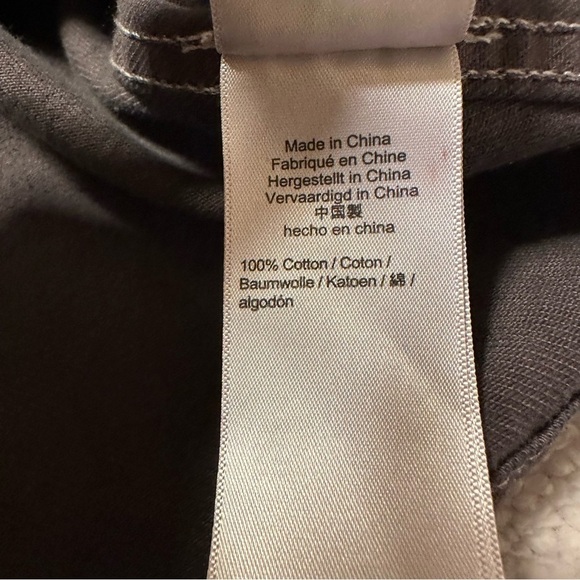 Made in China
Fabriqué en Chine
Hergestellt in China
Vervaardigd in China
中国製
hecho en china
100% Cotton / Coton /
Baumwolle / Katoen / 綿 /
algodón